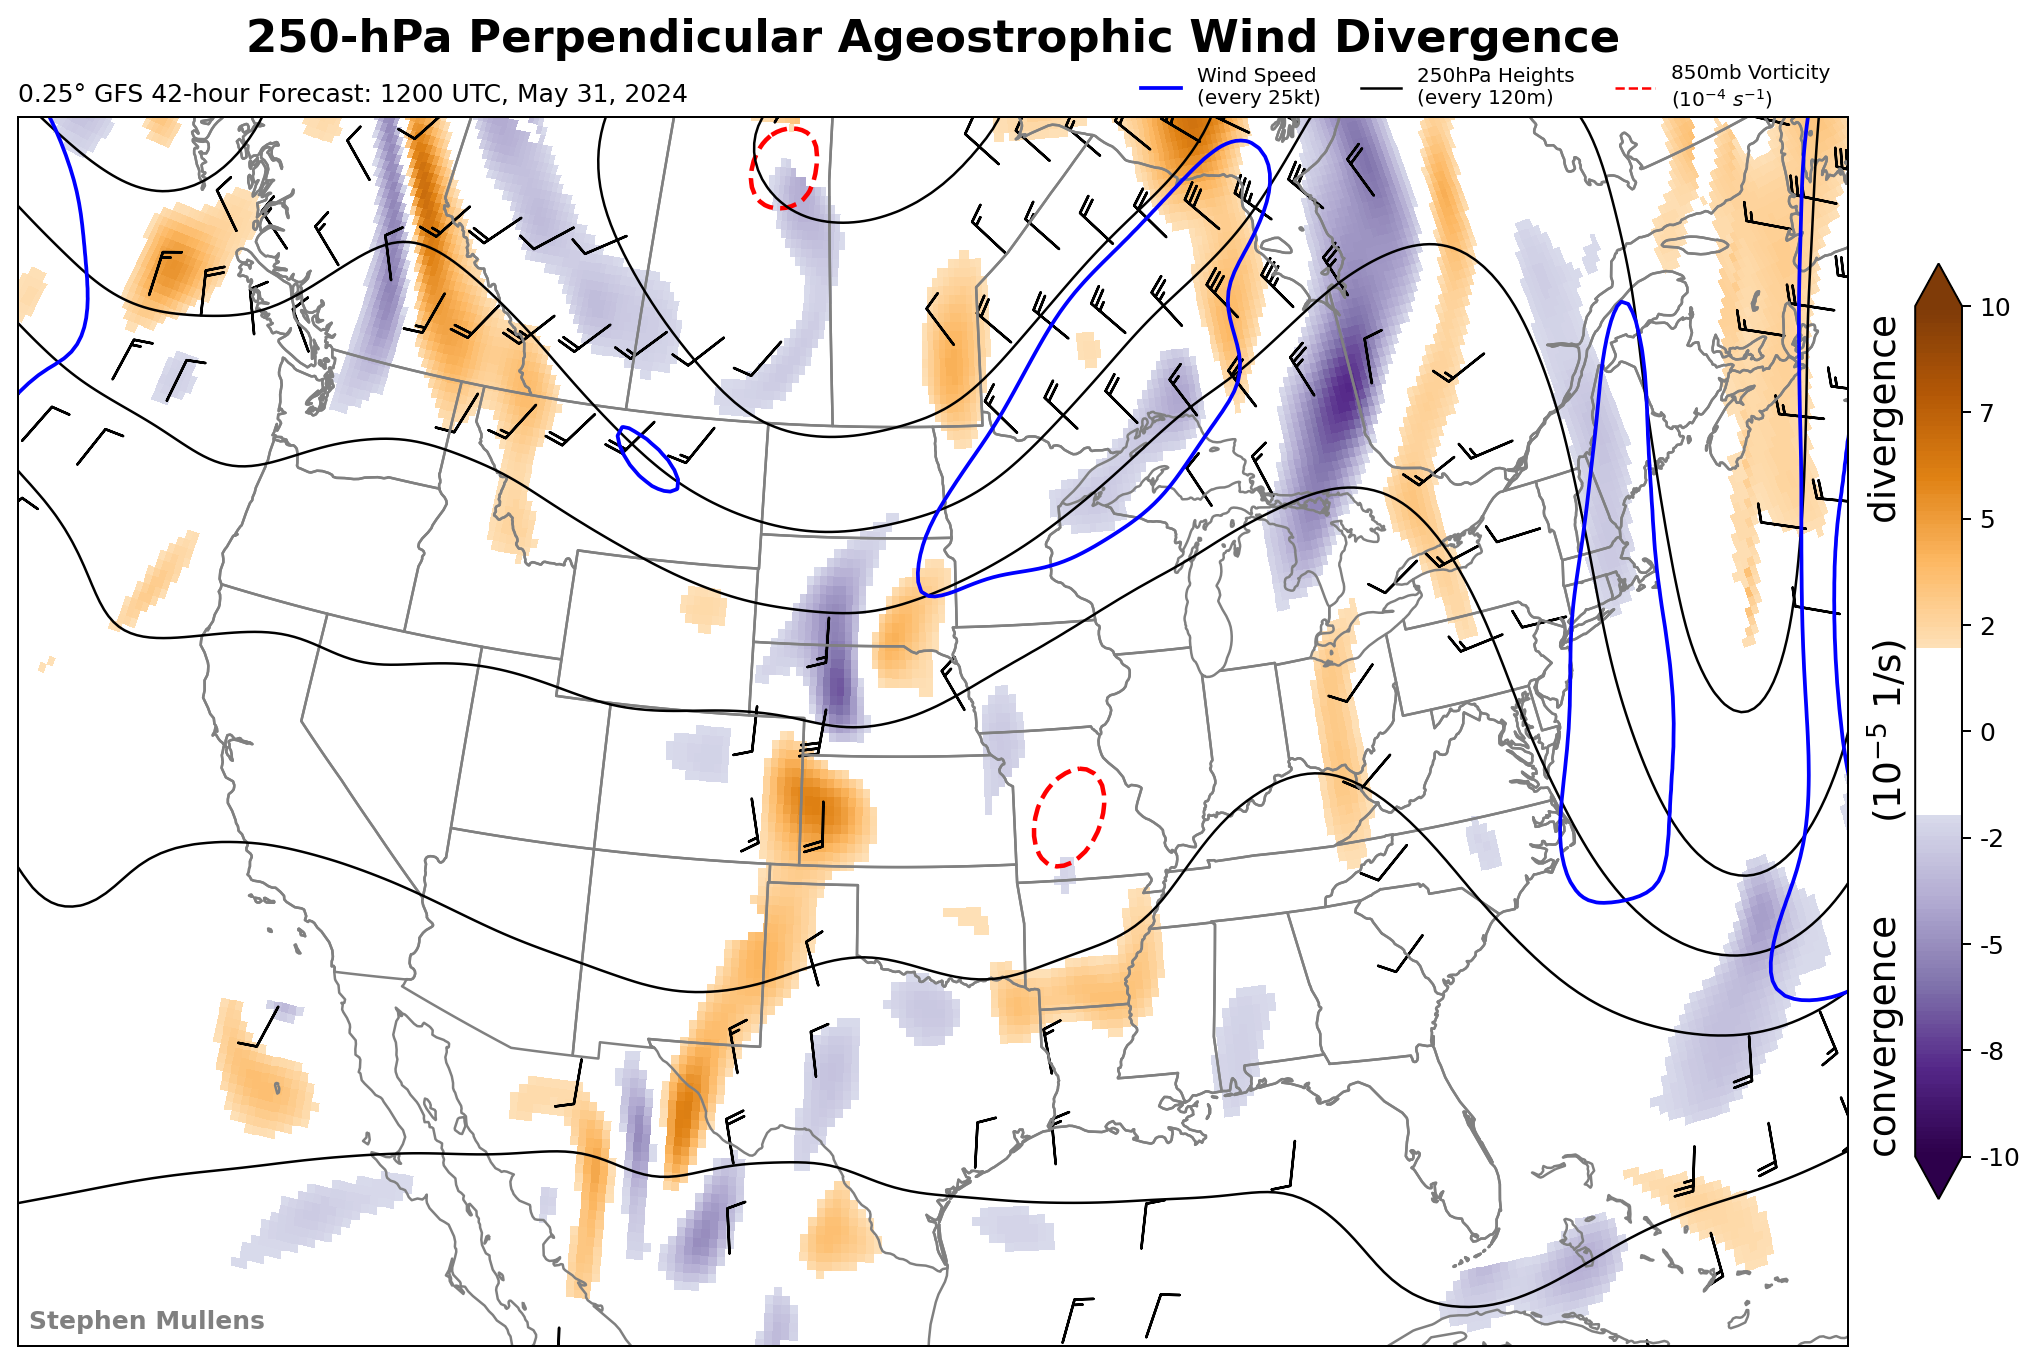 250-hPa Perpendicular Ageostrophic Wind Divergence
0.25° GFS 42-hour Forecast: 1200 UTC, May 31, 2024
Wind Speed
(every 25kt)
250hPa Heights
(every 120m)
850mb Vorticity
(10⁻⁴ s⁻¹)
10
7
5
2
0
-2
-5
-8
-10
convergence (10⁻⁵ 1/s) divergence
Stephen Mullens